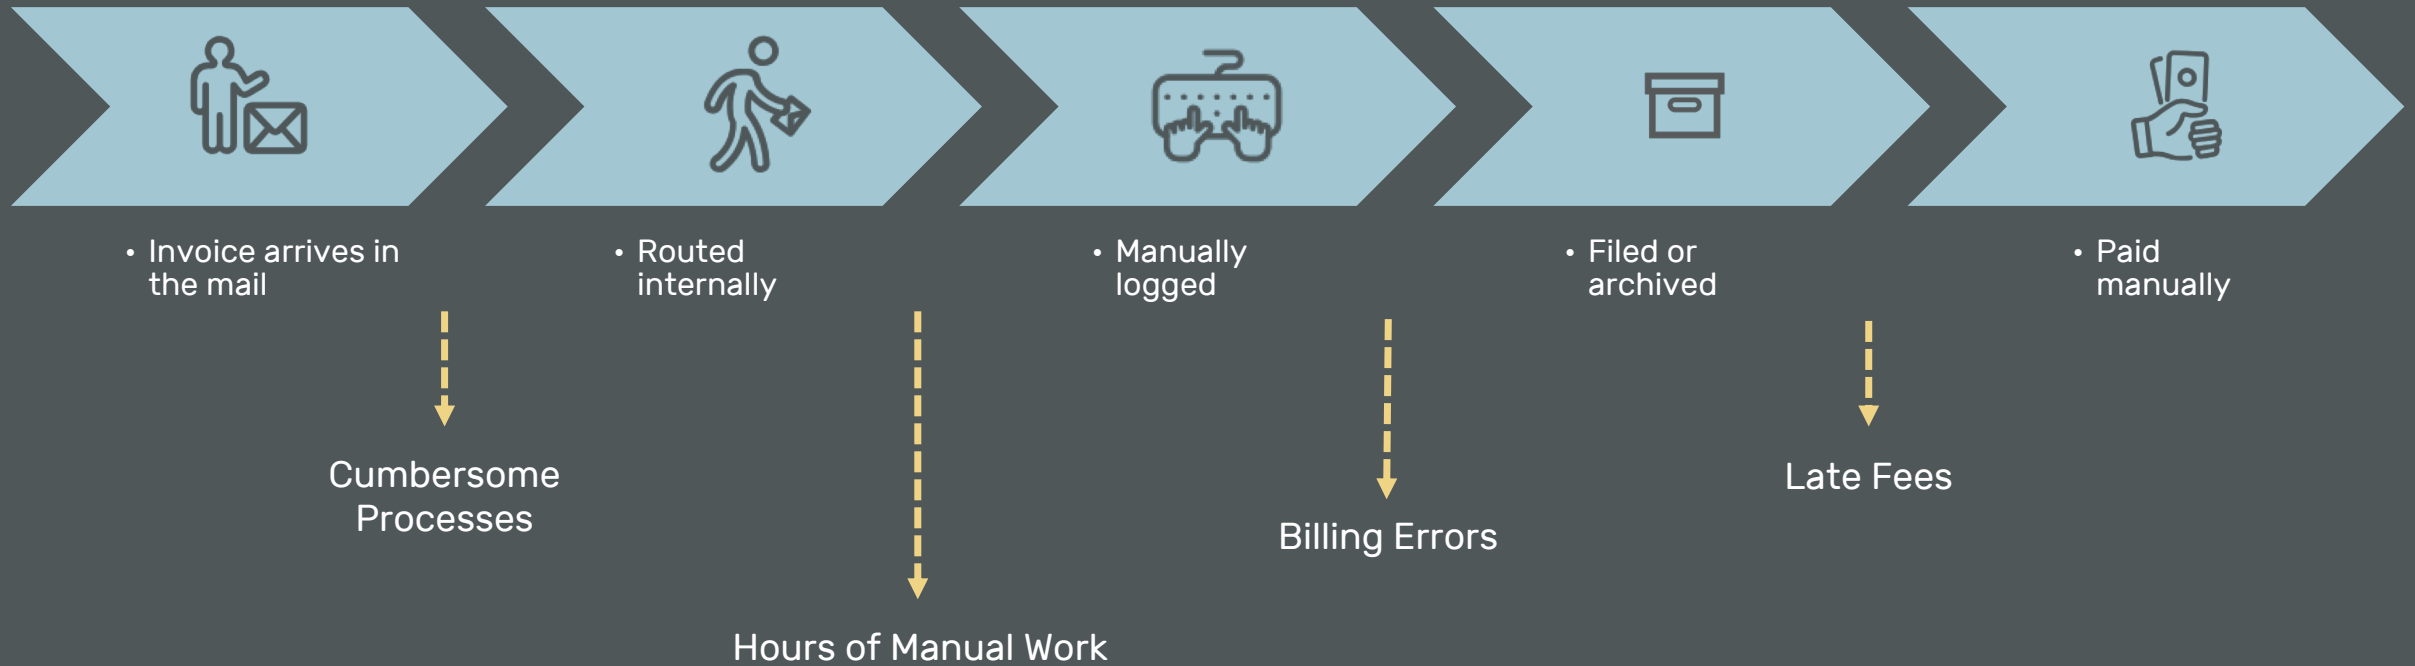 • Invoice arrives in
the mail
• Routed
internally
• Manually
logged
• Filed or
archived
• Paid
manually
Cumbersome
Processes
Hours of Manual Work
Billing Errors
Late Fees